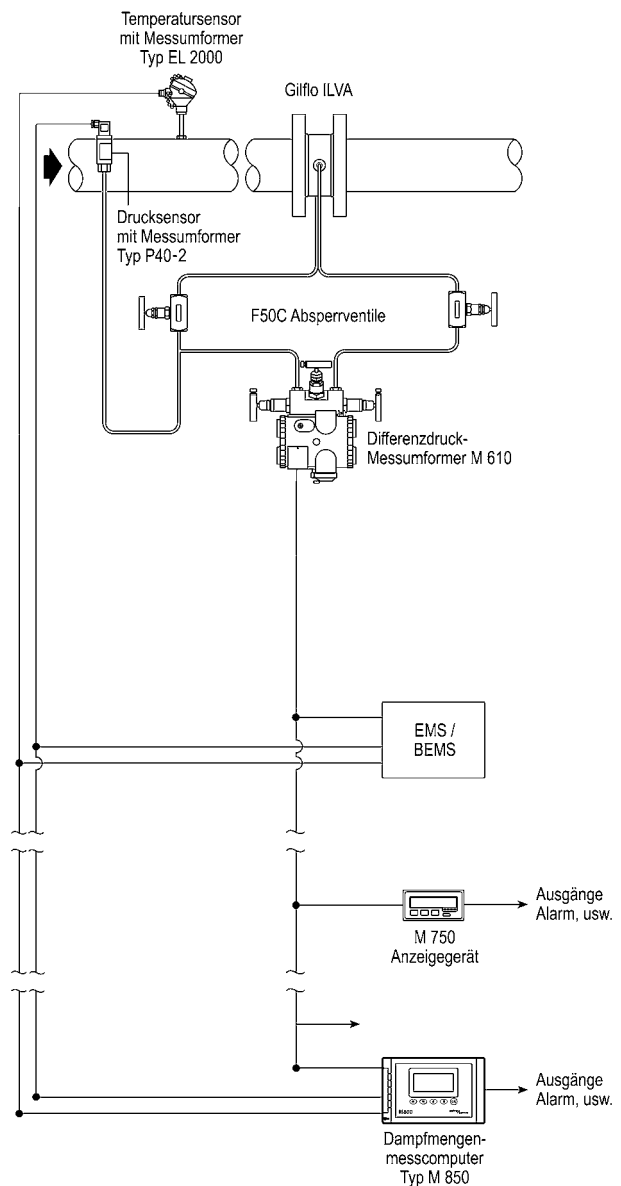 Temperatursensor
mit Messumformer
Typ EL 2000
Gilflo ILVA
Drucksensor
mit Messumformer
Typ P40-2
F50C Absperrventile
Differenzdruck-
Messumformer M 610
EMS /
BEMS
Ausgänge
Alarm, usw.
M 750
Anzeigegerät
Ausgänge
Alarm, usw.
Dampfmengen-
messcomputer
Typ M 850